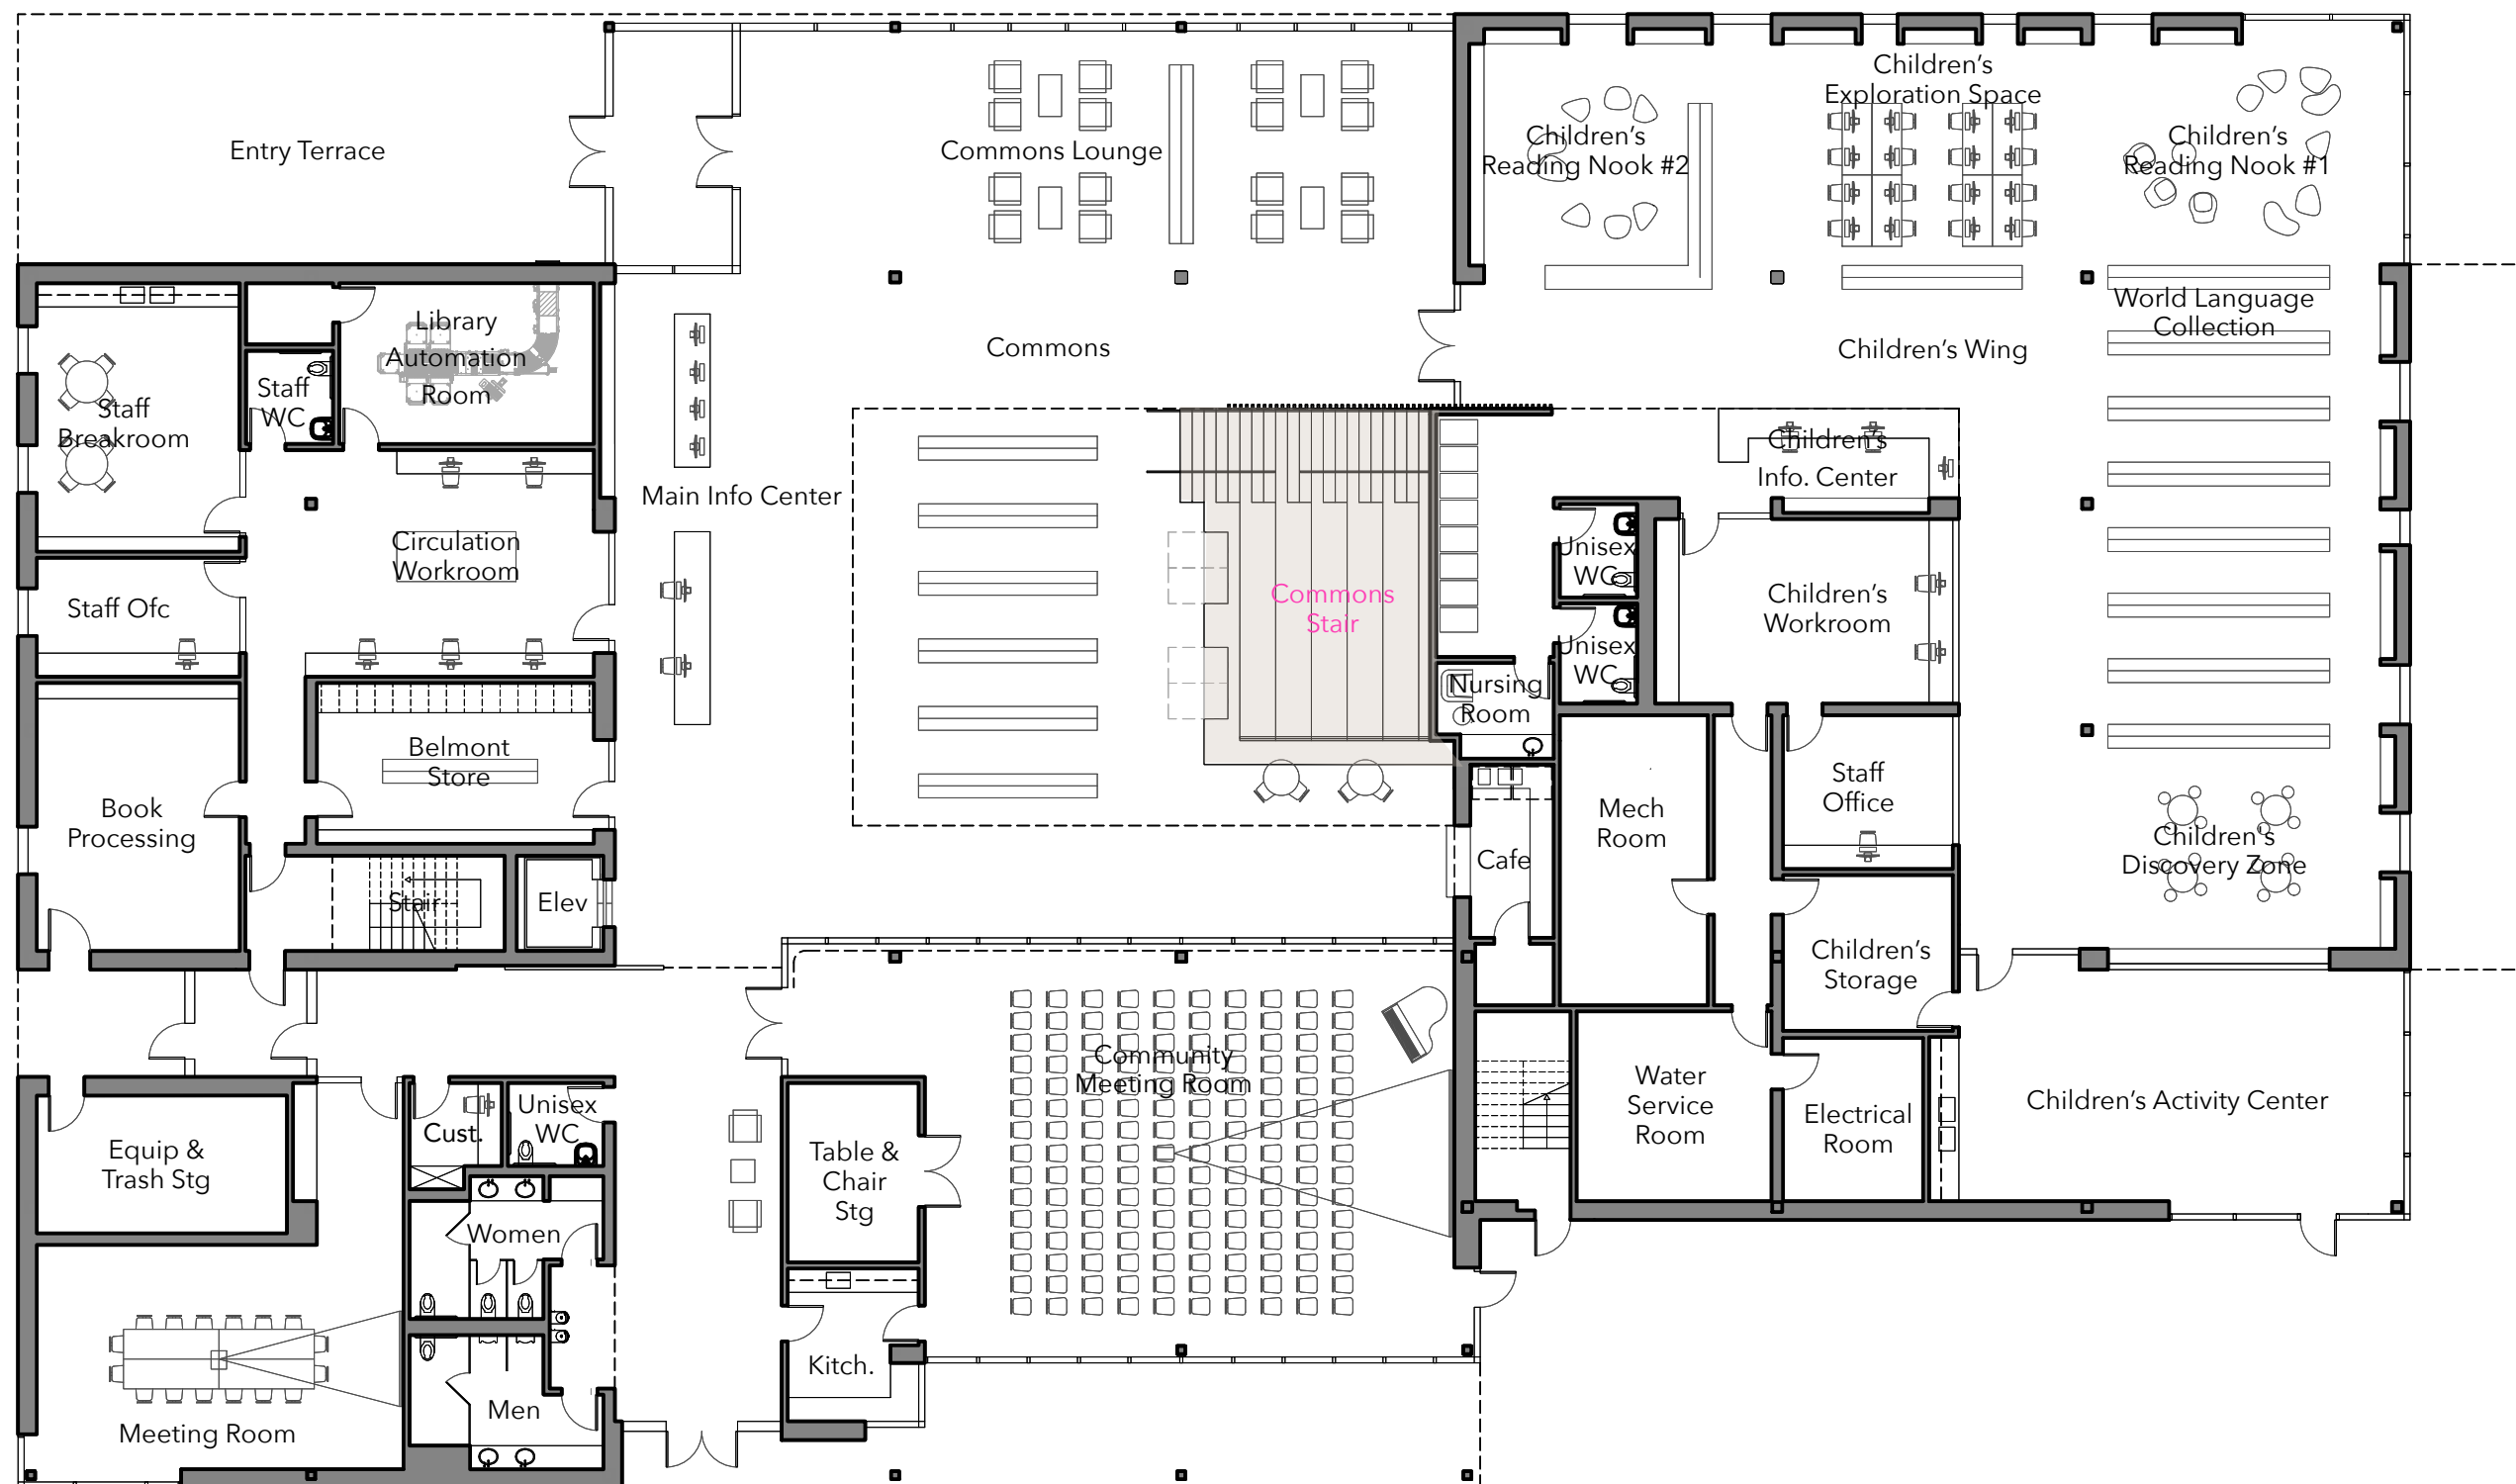 Entry Terrace
Commons Lounge
Children's
Reading Nook #2
Children's
Exploration Space
Children's
Reading Nook #1
World Language
Collection
Library
Automation
Room
Staff
WC
Staff
Breakroom
Commons
Children's Wing
Main Info Center
Children's
Info. Center
Circulation
Workroom
Staff Ofc
Commons
Stair
Unisex
WC
Unisex
WC
Children's
Workroom
Nursing
Room
Belmont
Store
Book
Processing
Mech
Room
Staff
Office
Children's
Discovery Zone
Cafe
Stair
Elev
Children's
Storage
Community
Meeting Room
Water
Service
Room
Electrical
Room
Children's Activity Center
Equip &
Trash Stg
Cust.
Unisex
WC
Table &
Chair
Stg
Women
Kitch.
Men
Meeting Room